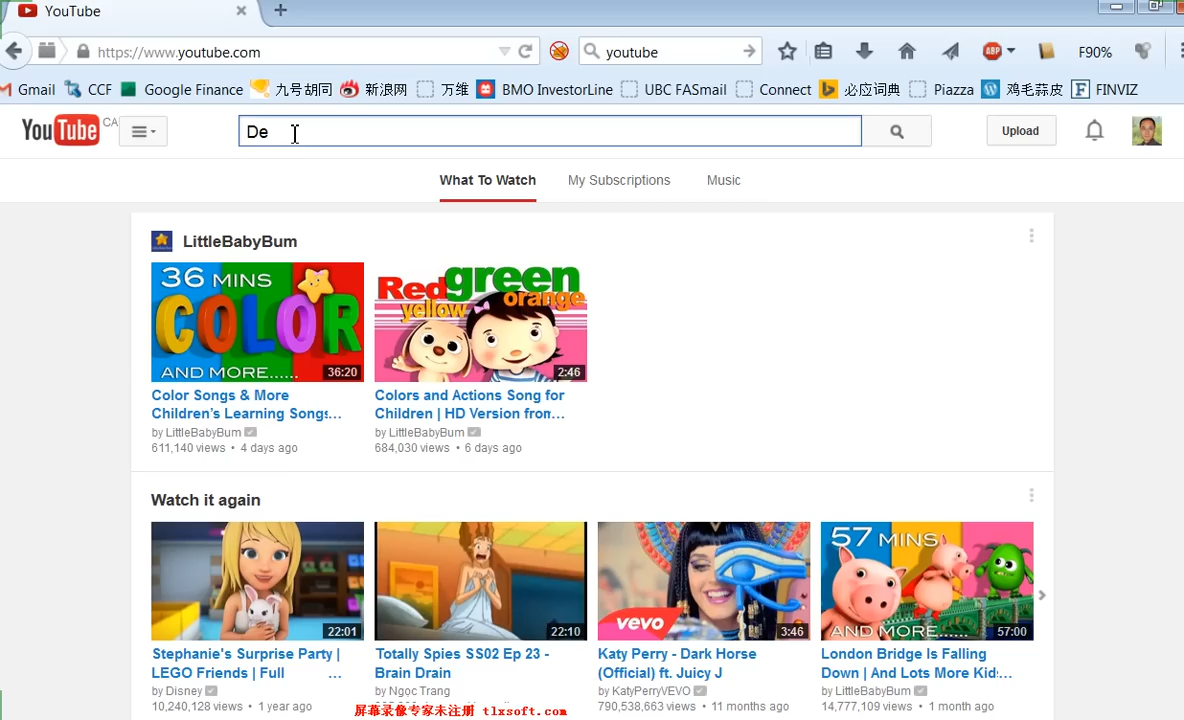 YouTube
https://www.youtube.com
youtube
ABP
F90%
Gmail CCF Google Finance 九号胡同 新浪网 万维 BMO InvestorLine UBC FASmail Connect 必应词典 Piazza 鸡毛蒜皮 F FINVIZ
YouTube CA
De
Upload
What To Watch My Subscriptions Music
LittleBabyBum
36 MINS
COLOR
AND MORE......
36:20
Red green
yellow orange
2:46
Color Songs & More
Children's Learning Songs...
by LittleBabyBum
611,140 views • 4 days ago
Colors and Actions Song for
Children | HD Version from...
by LittleBabyBum
684,030 views • 6 days ago
Watch it again
22:01
22:10
vevo
3:46
57 MINS
AND MORE......
57:00
Stephanie's Surprise Party |
LEGO Friends | Full ...
by Disney
10,240,128 views • 1 year ago
Totally Spies SS02 Ep 23 -
Brain Drain
by Ngoc Trang
Katy Perry - Dark Horse
(Official) ft. Juicy J
by KatyPerryVEVO
790,538,663 views • 11 months ago
London Bridge Is Falling
Down | And Lots More Kids...
by LittleBabyBum
14,777,109 views • 1 month ago
屏幕录像专家未注册 tlxsoft.com